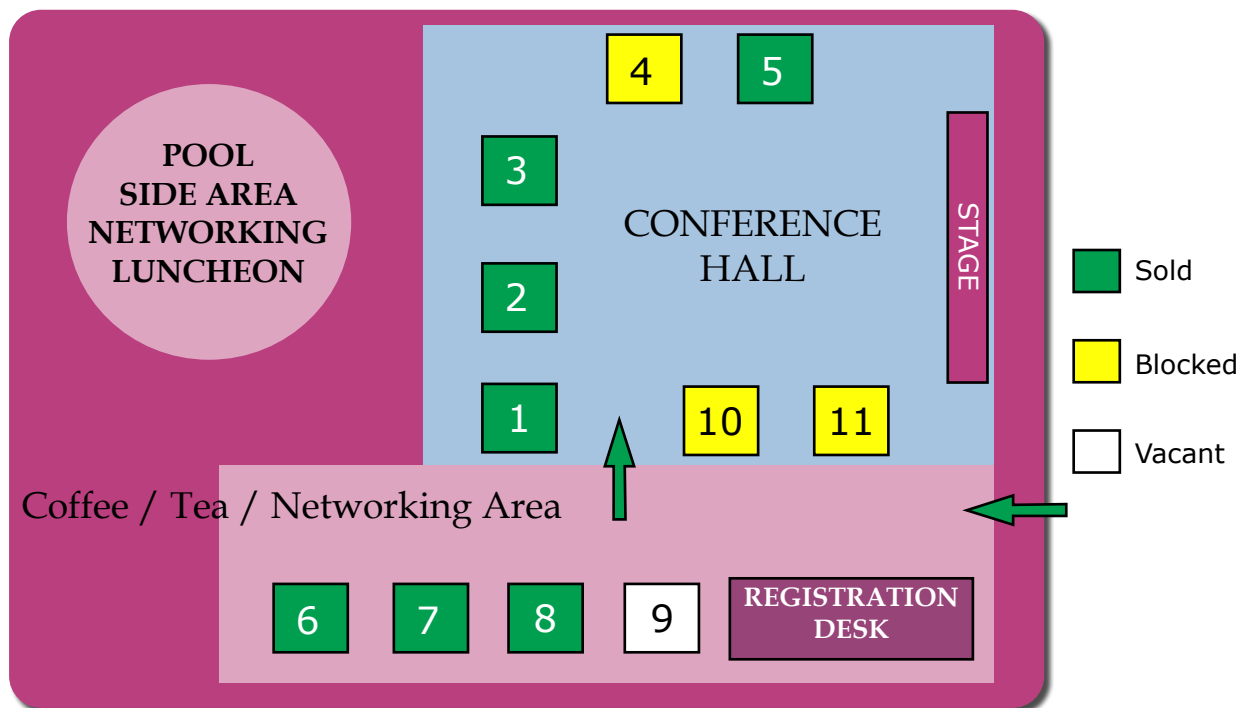 4
5
3
POOL
SIDE AREA
NETWORKING
LUNCHEON
CONFERENCE
HALL
STAGE
2
1
10
11
Sold
Blocked
Vacant
Coffee / Tea / Networking Area
6
7
8
9
REGISTRATION
DESK